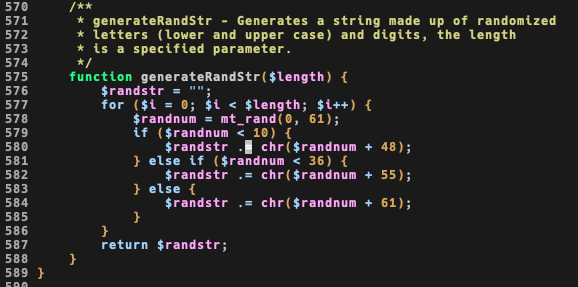 570 /**
571 * generateRandStr - Generates a string made up of randomized
572 * letters (lower and upper case) and digits, the length
573 * is a specified parameter.
574 */
575 function generateRandStr($length) {
576 $randstr = "";
577 for ($i = 0; $i < $length; $i++) {
578 $randnum = mt_rand(0, 61);
579 if ($randnum < 10) {
580 $randstr .= chr($randnum + 48);
581 } else if ($randnum < 36) {
582 $randstr .= chr($randnum + 55);
583 } else {
584 $randstr .= chr($randnum + 61);
585 }
586 }
587 return $randstr;
588 }
589 }
590